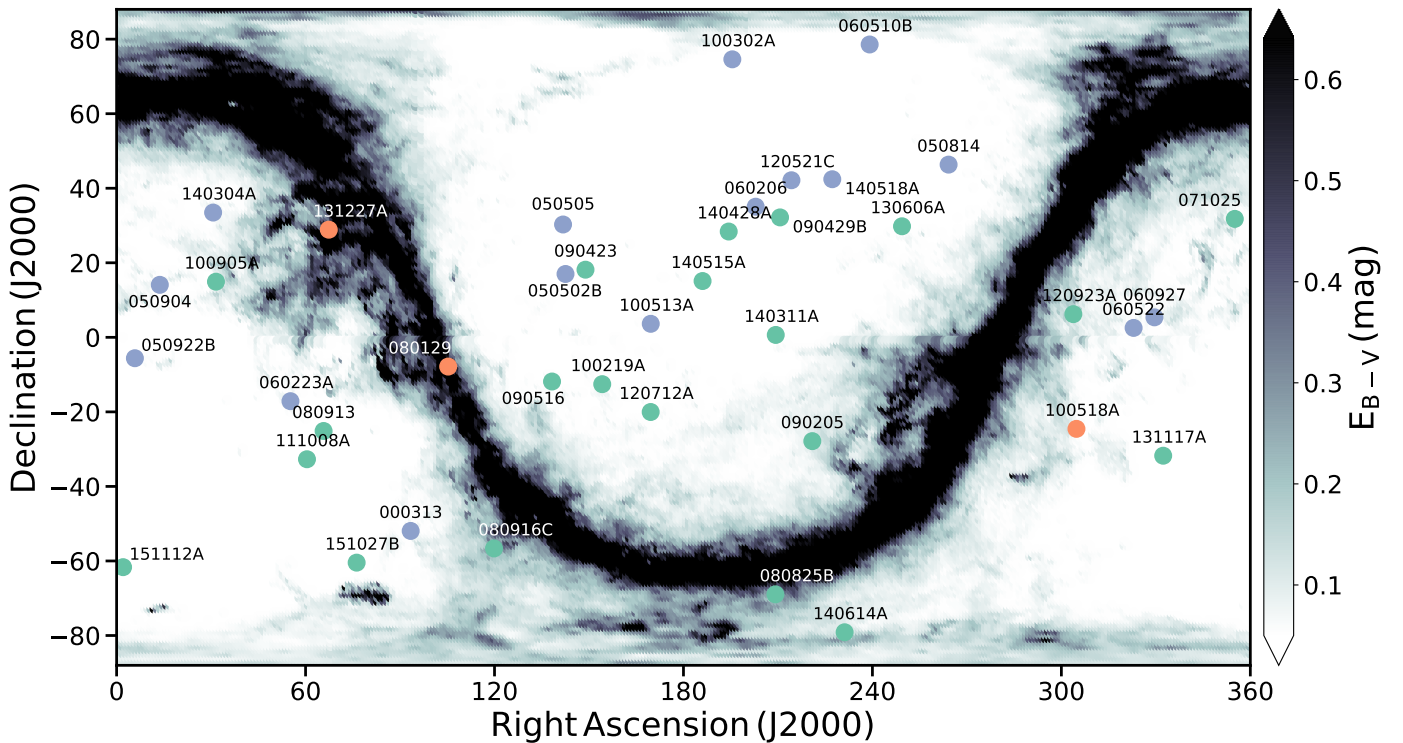 060510B
80
100302A
0.6
60
050814
120521C
0.5
40
140304A
060206
140518A
071025
131227A
050505
140428A
130606A
090429B
20
100905A
090423
140515A
0.4
050904
050502B
100513A
120923A
060927
060522
140311A
0
050922B
080129
0.3
060223A
100219A
090516
120712A
−20
080913
090205
100518A
111008A
131117A
−40
0.2
000313
080916C
151027B
151112A
−60
080825B
0.1
140614A
−80
0
60
120
180
240
300
360
Right Ascension (J2000)
Declination (J2000)
E_{B−V} (mag)